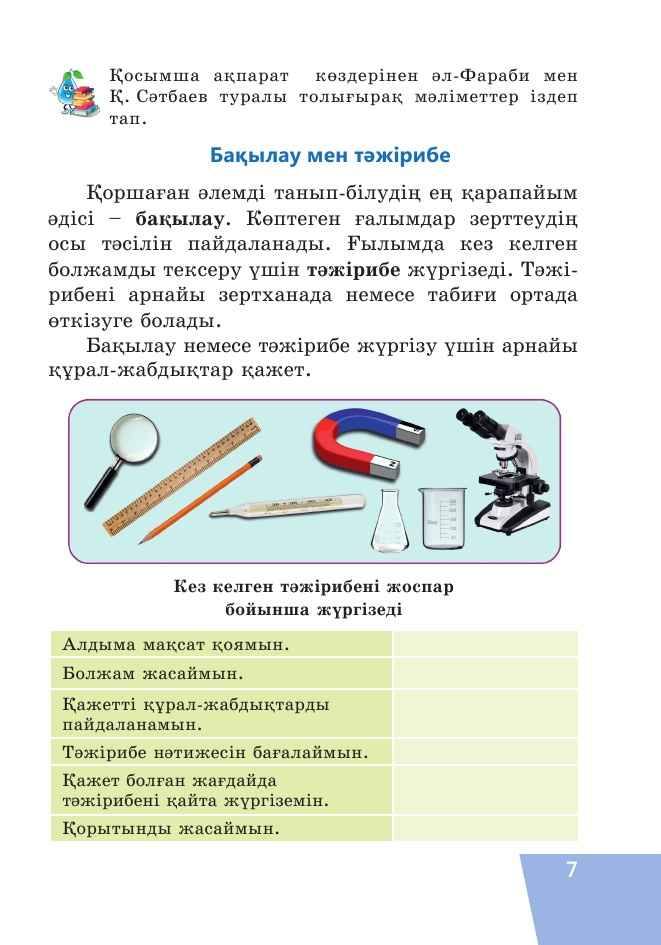 Қосымша ақпарат көздерінен әл-Фараби мен
Қ. Сәтбаев туралы толығырақ мәліметтер іздеп
тап.
Бақылау мен тәжірибе
Қоршаған әлемді танып-білудің ең қарапайым
әдісі – бақылау. Көптеген ғалымдар зерттеудің
осы тәсілін пайдаланады. Ғылымда кез келген
болжамды тексеру үшін тәжірибе жүргізеді. Тәжі-
рибені арнайы зертханада немесе табиғи ортада
өткізуге болады.
Бақылау немесе тәжірибе жүргізу үшін арнайы
құрал-жабдықтар қажет.
Кез келген тәжірибені жоспар
бойынша жүргізеді
Алдыма мақсат қоямын.
Болжам жасаймын.
Қажетті құрал-жабдықтарды
пайдаланамын.
Тәжірибе нәтижесін бағалаймын.
Қажет болған жағдайда
тәжірибені қайта жүргіземін.
Қорытынды жасаймын.
7